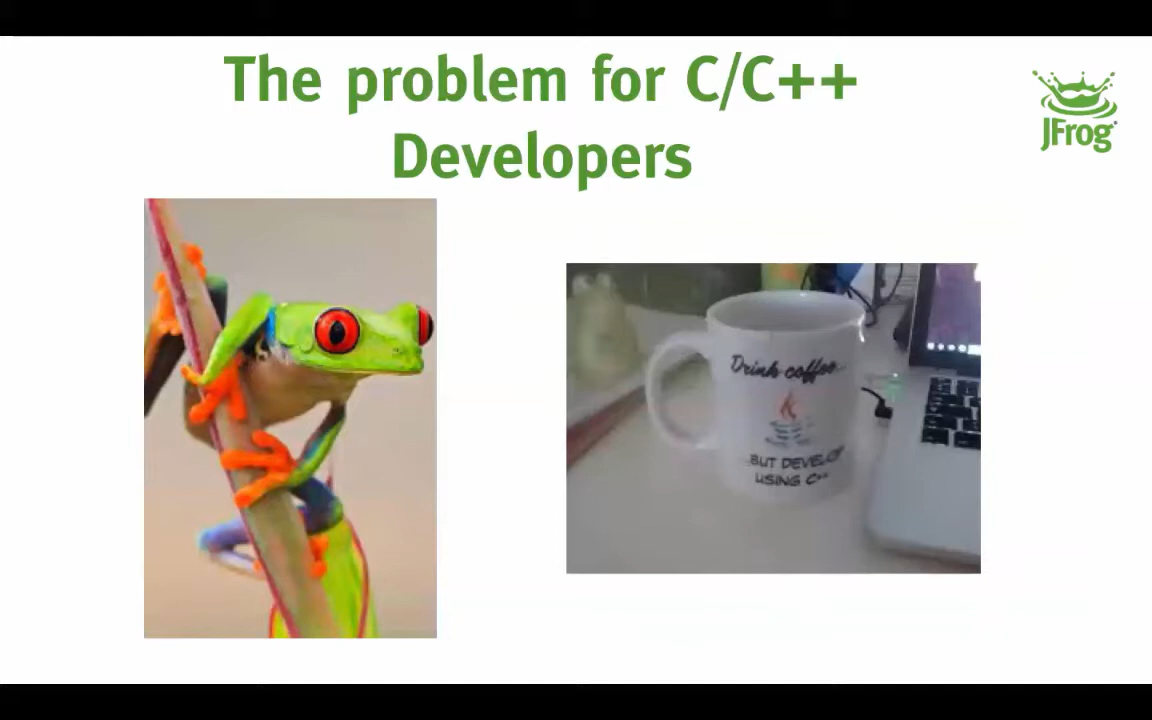 The problem for C/C++
Developers
JFrog
Drink coffee...
...BUT DEVELOP
USING C++